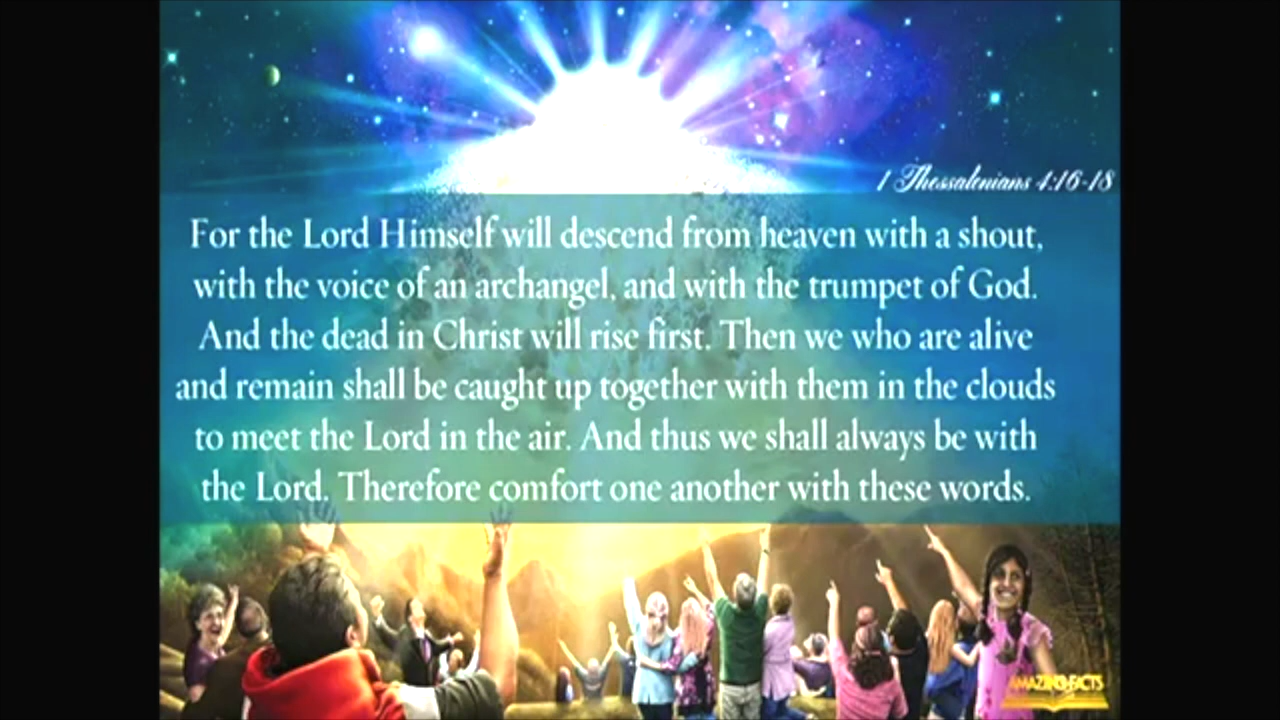 1 Thessalonians 4:16-18
For the Lord Himself will descend from heaven with a shout,
with the voice of an archangel, and with the trumpet of God.
And the dead in Christ will rise first. Then we who are alive
and remain shall be caught up together with them in the clouds
to meet the Lord in the air. And thus we shall always be with
the Lord. Therefore comfort one another with these words.
AMAZING FACTS